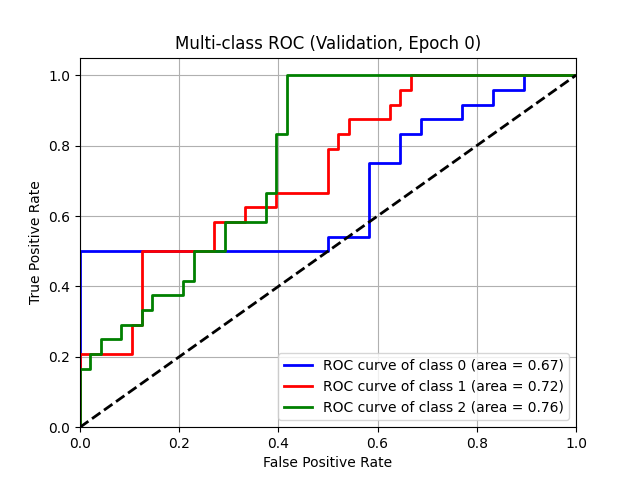 Multi-class ROC (Validation, Epoch 0)
True Positive Rate
1.0
0.8
0.6
0.4
0.2
0.0
ROC curve of class 0 (area = 0.67)
ROC curve of class 1 (area = 0.72)
ROC curve of class 2 (area = 0.76)
0.0 0.2 0.4 0.6 0.8 1.0
False Positive Rate